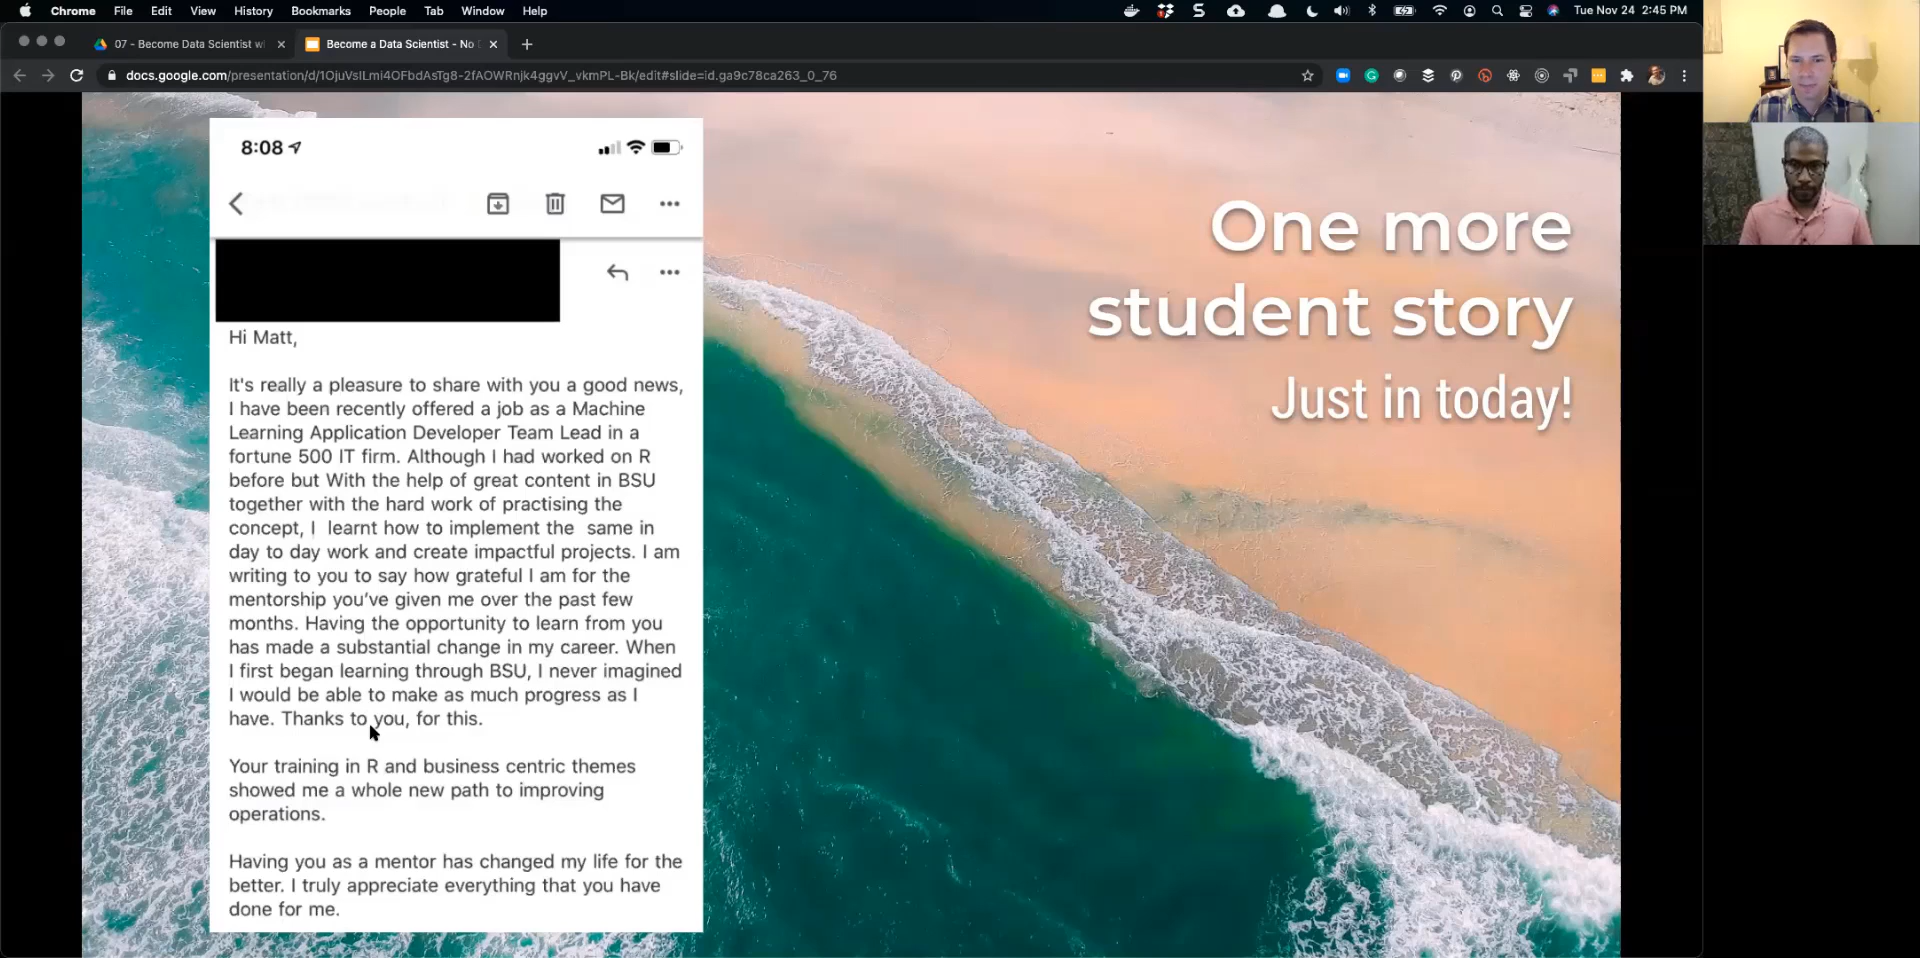 Chrome File Edit View History Bookmarks People Tab Window Help Tue Nov 24 2:45 PM
07 - Become Data Scientist w
Become a Data Scientist - No
docs.google.com/presentation/d/1OjuVsILmi4OFbdAsTg8-2fAOWRnjk4ggvV_vkmPL-Bk/edit#slide=id.ga9c78ca263_0_76
8:08
Hi Matt,
It's really a pleasure to share with you a good news,
I have been recently offered a job as a Machine
Learning Application Developer Team Lead in a
fortune 500 IT firm. Although I had worked on R
before but With the help of great content in BSU
together with the hard work of practising the
concept, I learnt how to implement the same in
day to day work and create impactful projects. I am
writing to you to say how grateful I am for the
mentorship you've given me over the past few
months. Having the opportunity to learn from you
has made a substantial change in my career. When
I first began learning through BSU, I never imagined
I would be able to make as much progress as I
have. Thanks to you, for this.
Your training in R and business centric themes
showed me a whole new path to improving
operations.
Having you as a mentor has changed my life for the
better. I truly appreciate everything that you have
done for me.
One more
student story
Just in today!